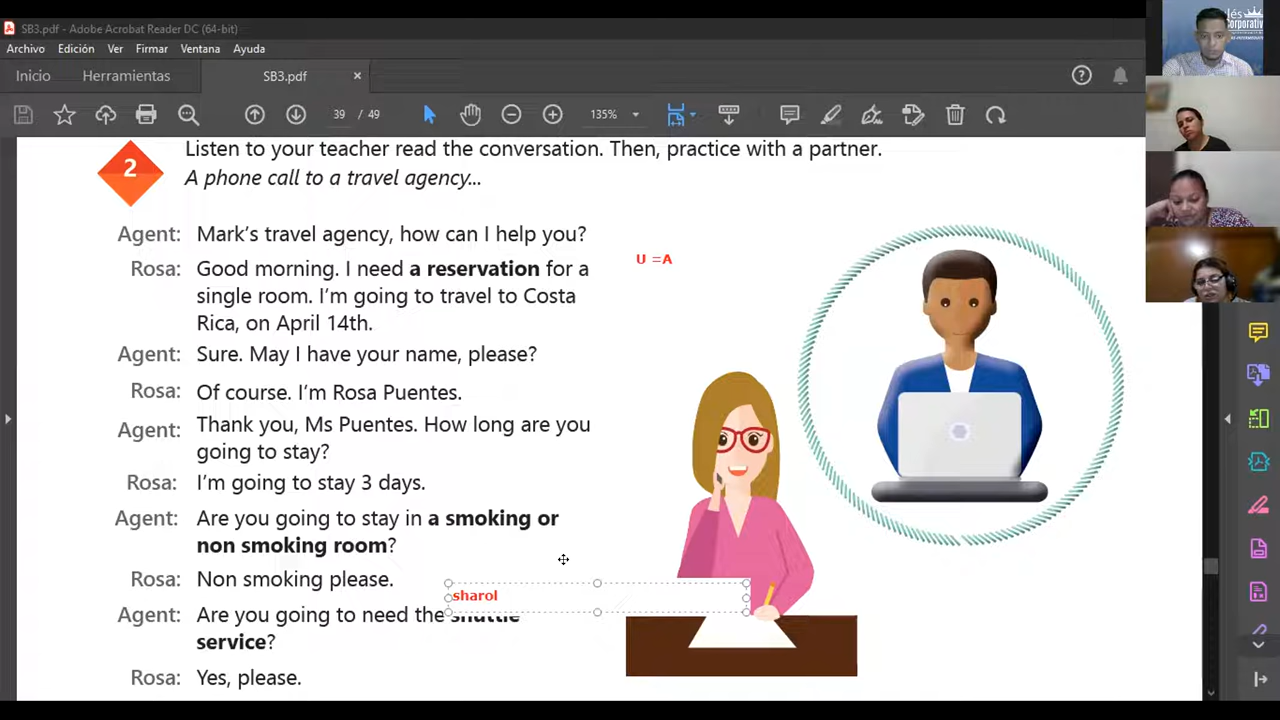 SB3.pdf - Adobe Acrobat Reader DC (64-bit)
Archivo Edición Ver Firmar Ventana Ayuda
Inicio Herramientas SB3.pdf ×
39 / 49 135%
2
Listen to your teacher read the conversation. Then, practice with a partner.
A phone call to a travel agency...
Agent: Mark's travel agency, how can I help you?
U =A
Rosa: Good morning. I need a reservation for a
single room. I'm going to travel to Costa
Rica, on April 14th.
Agent: Sure. May I have your name, please?
Rosa: Of course. I'm Rosa Puentes.
Agent: Thank you, Ms Puentes. How long are you
going to stay?
Rosa: I'm going to stay 3 days.
Agent: Are you going to stay in a smoking or
non smoking room?
Rosa: Non smoking please.
sharol
Agent: Are you going to need the shuttle
service?
Rosa: Yes, please.